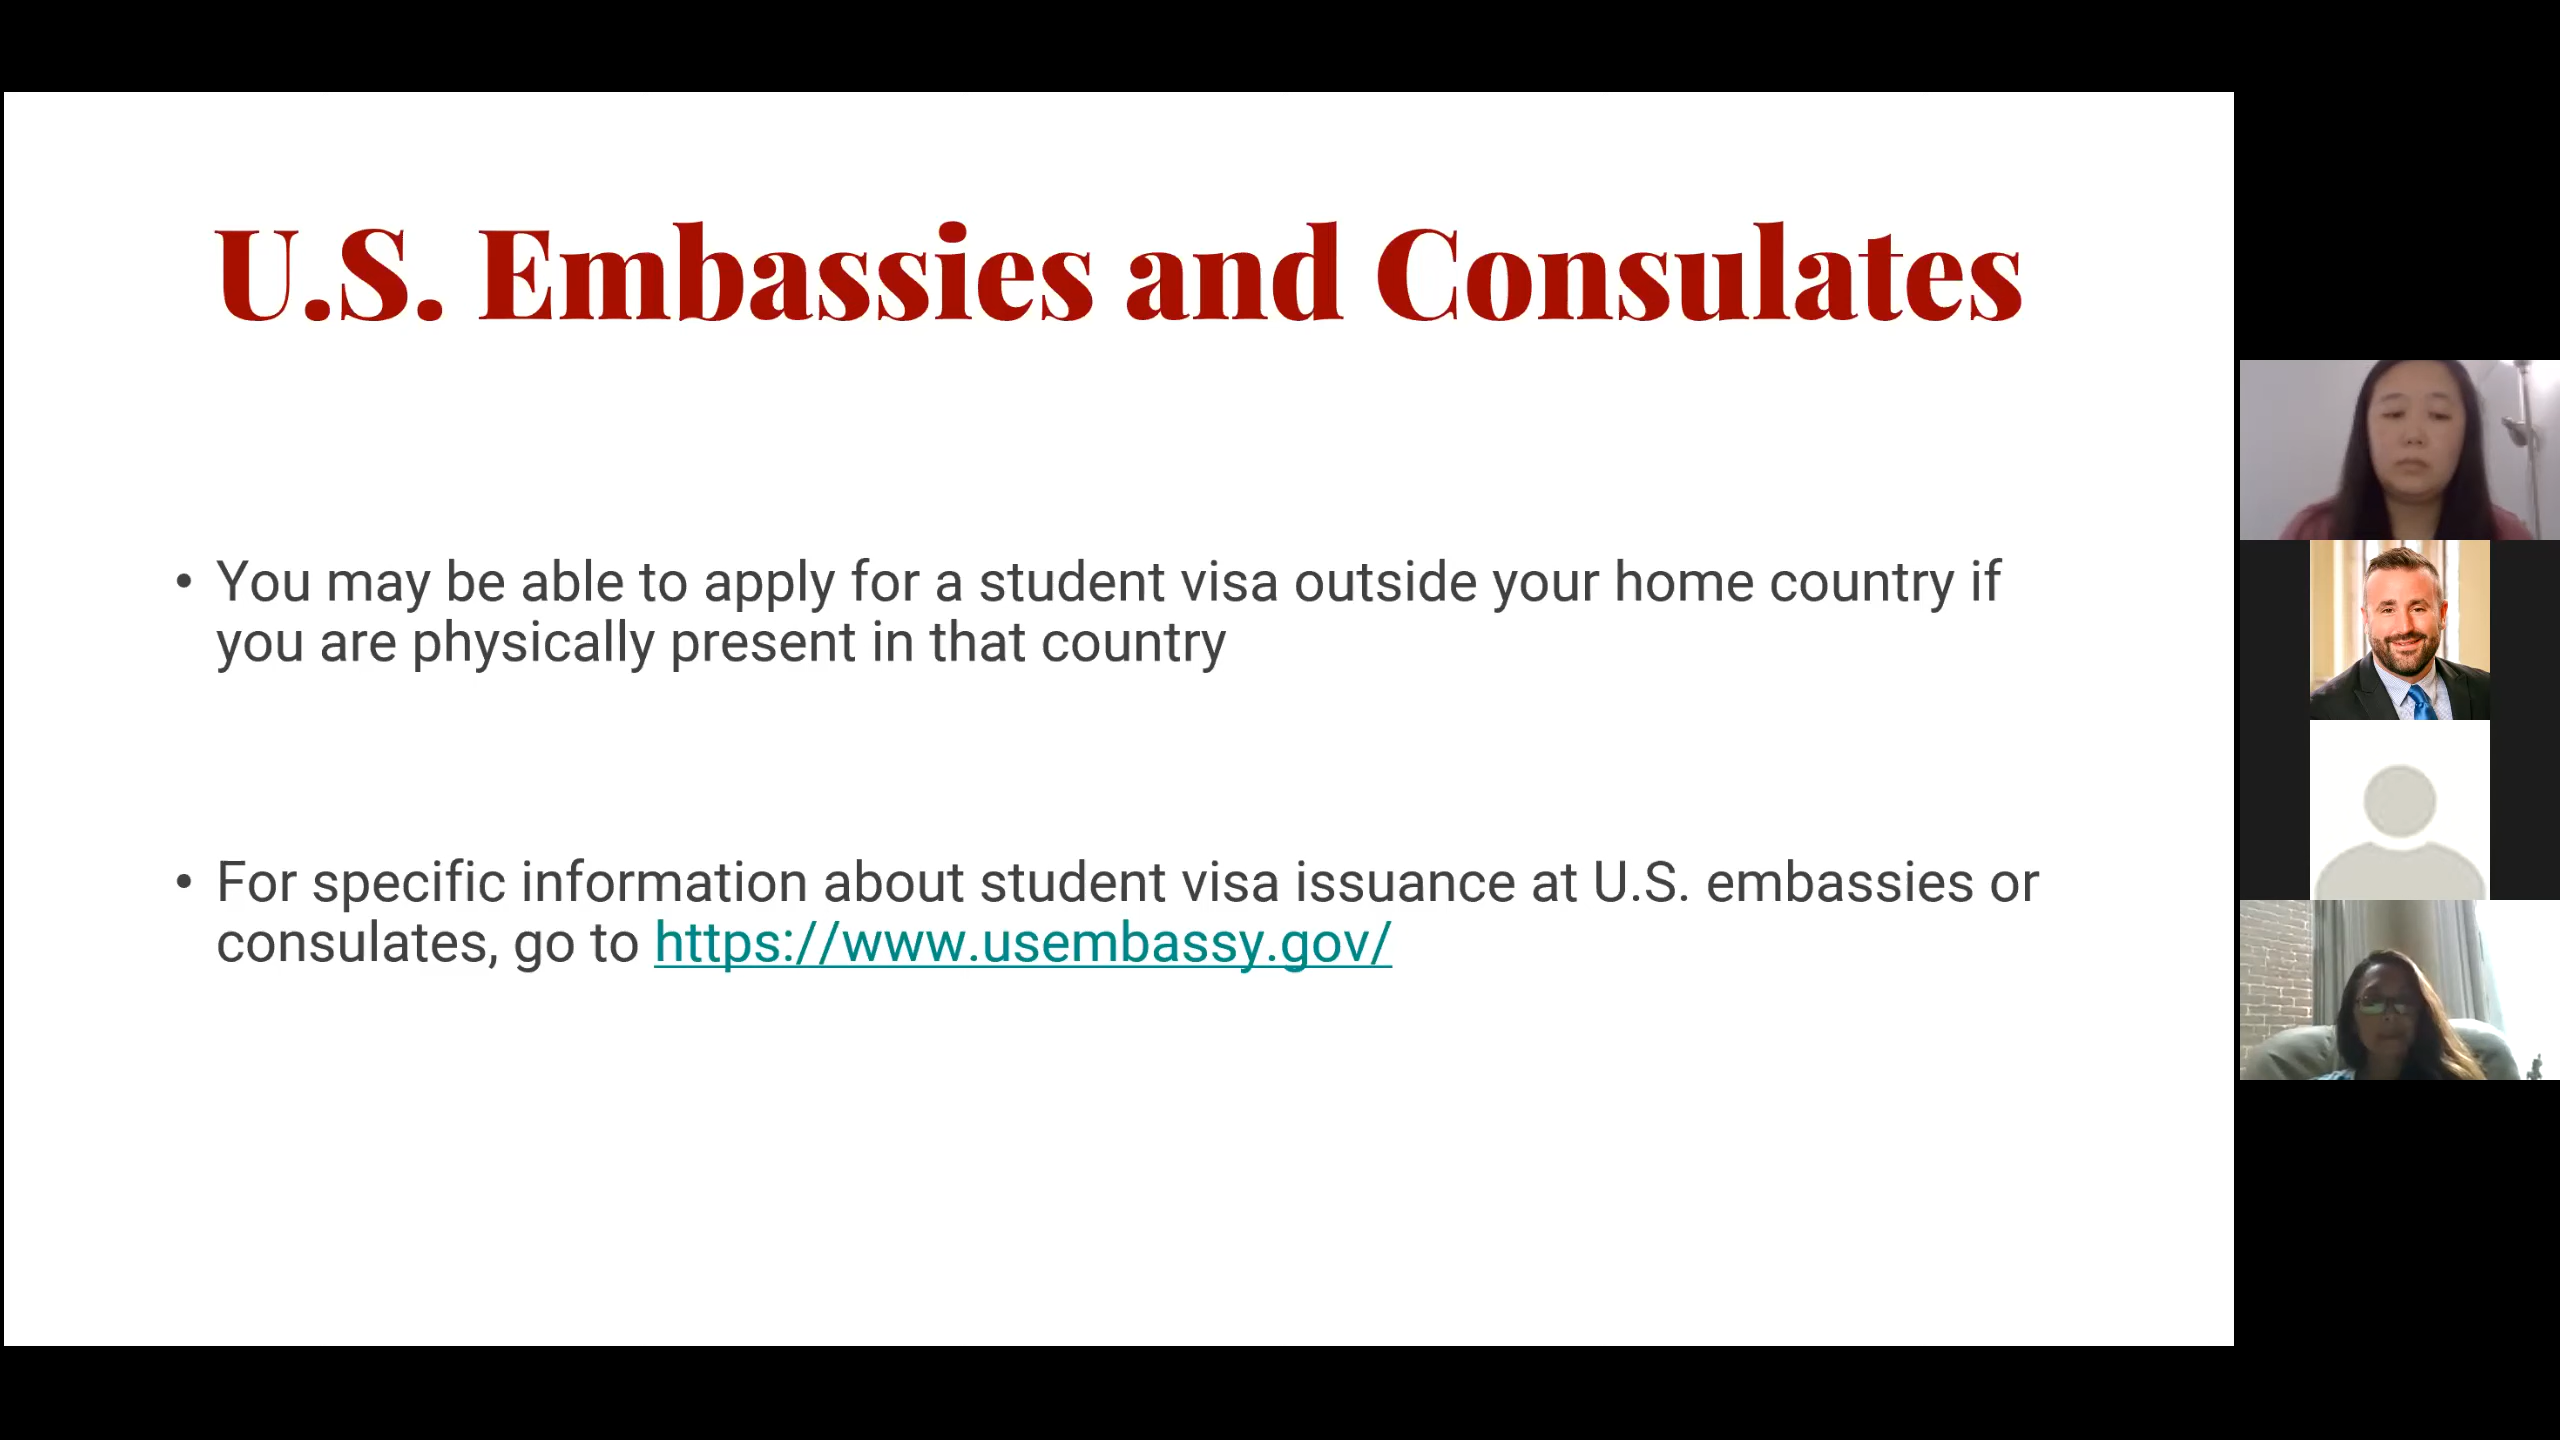 U.S. Embassies and Consulates
• You may be able to apply for a student visa outside your home country if
you are physically present in that country
• For specific information about student visa issuance at U.S. embassies or
consulates, go to https://www.usembassy.gov/